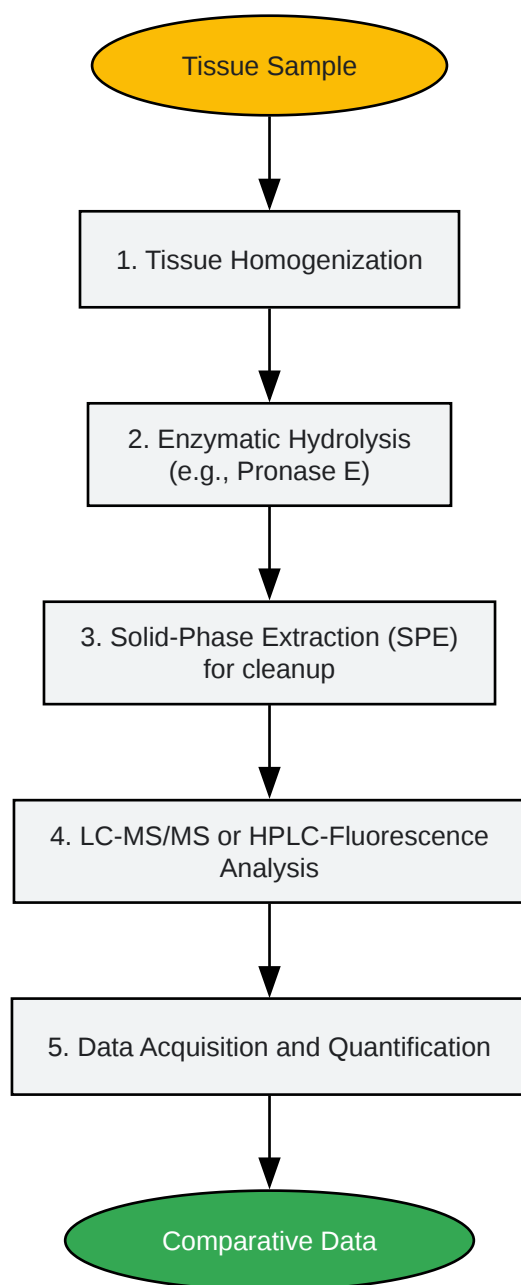 Tissue Sample
1. Tissue Homogenization
2. Enzymatic Hydrolysis
(e.g., Pronase E)
3. Solid-Phase Extraction (SPE)
for cleanup
4. LC-MS/MS or HPLC-Fluorescence
Analysis
5. Data Acquisition and Quantification
Comparative Data